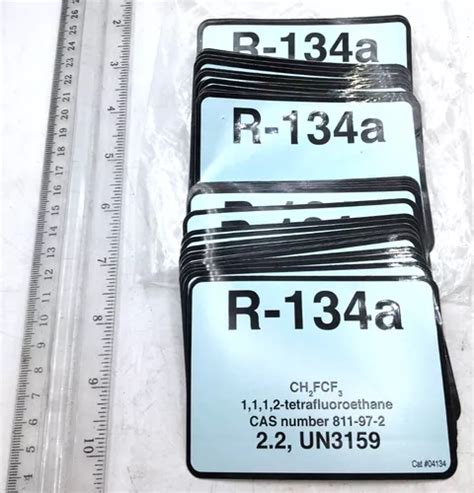 R-134a
R-134a
R-134a
R-134a
CH₂FCF₃
1,1,1,2-tetrafluoroethane
CAS number 811-97-2
2.2, UN3159
Cat #04134